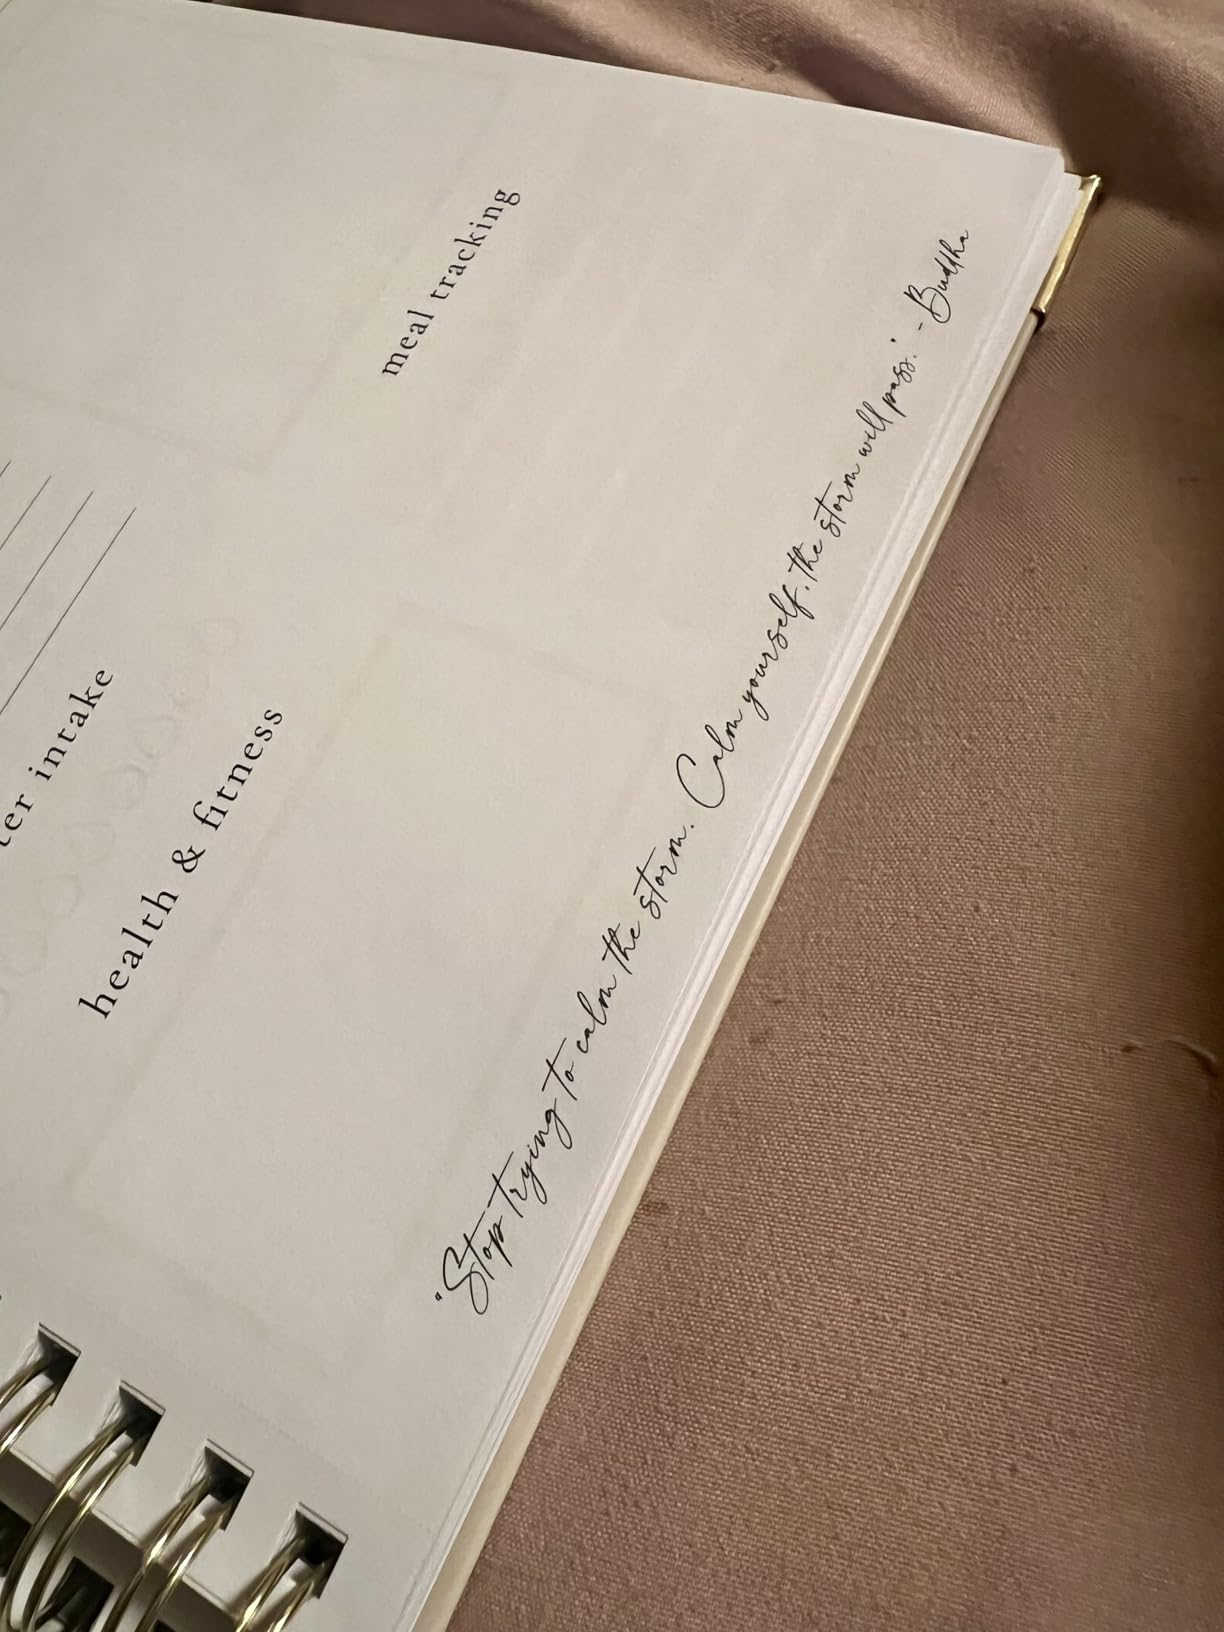 meal tracking
ter intake
health & fitness
"Stop trying to calm the storm. Calm yourself, the storm will pass." - Buddha